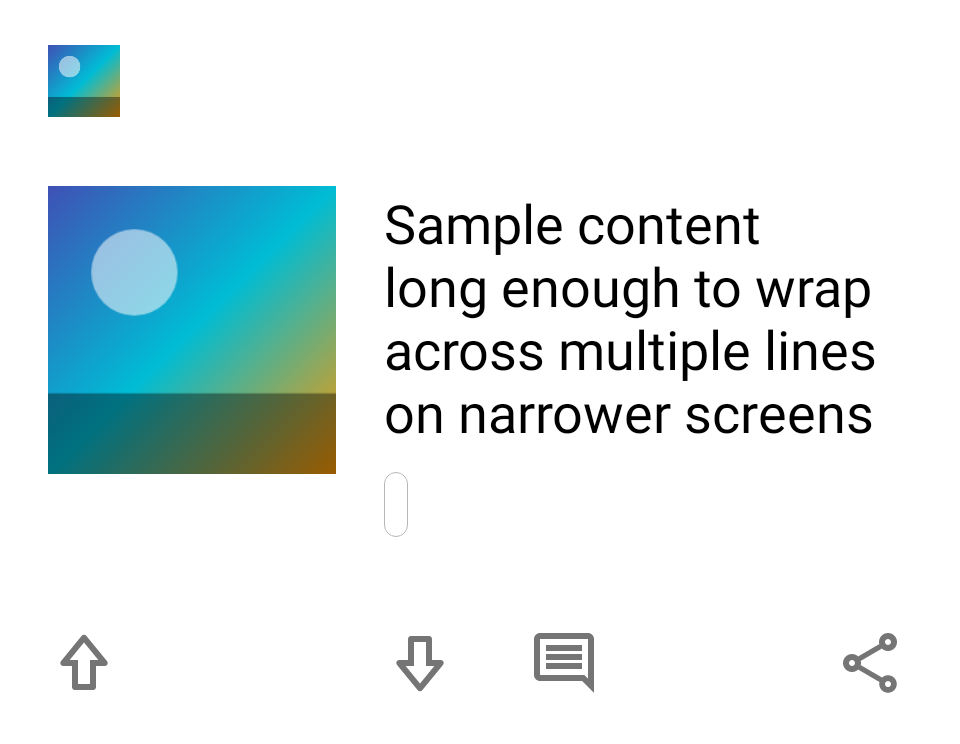 Sample content
long enough to wrap
across multiple lines
on narrower screens